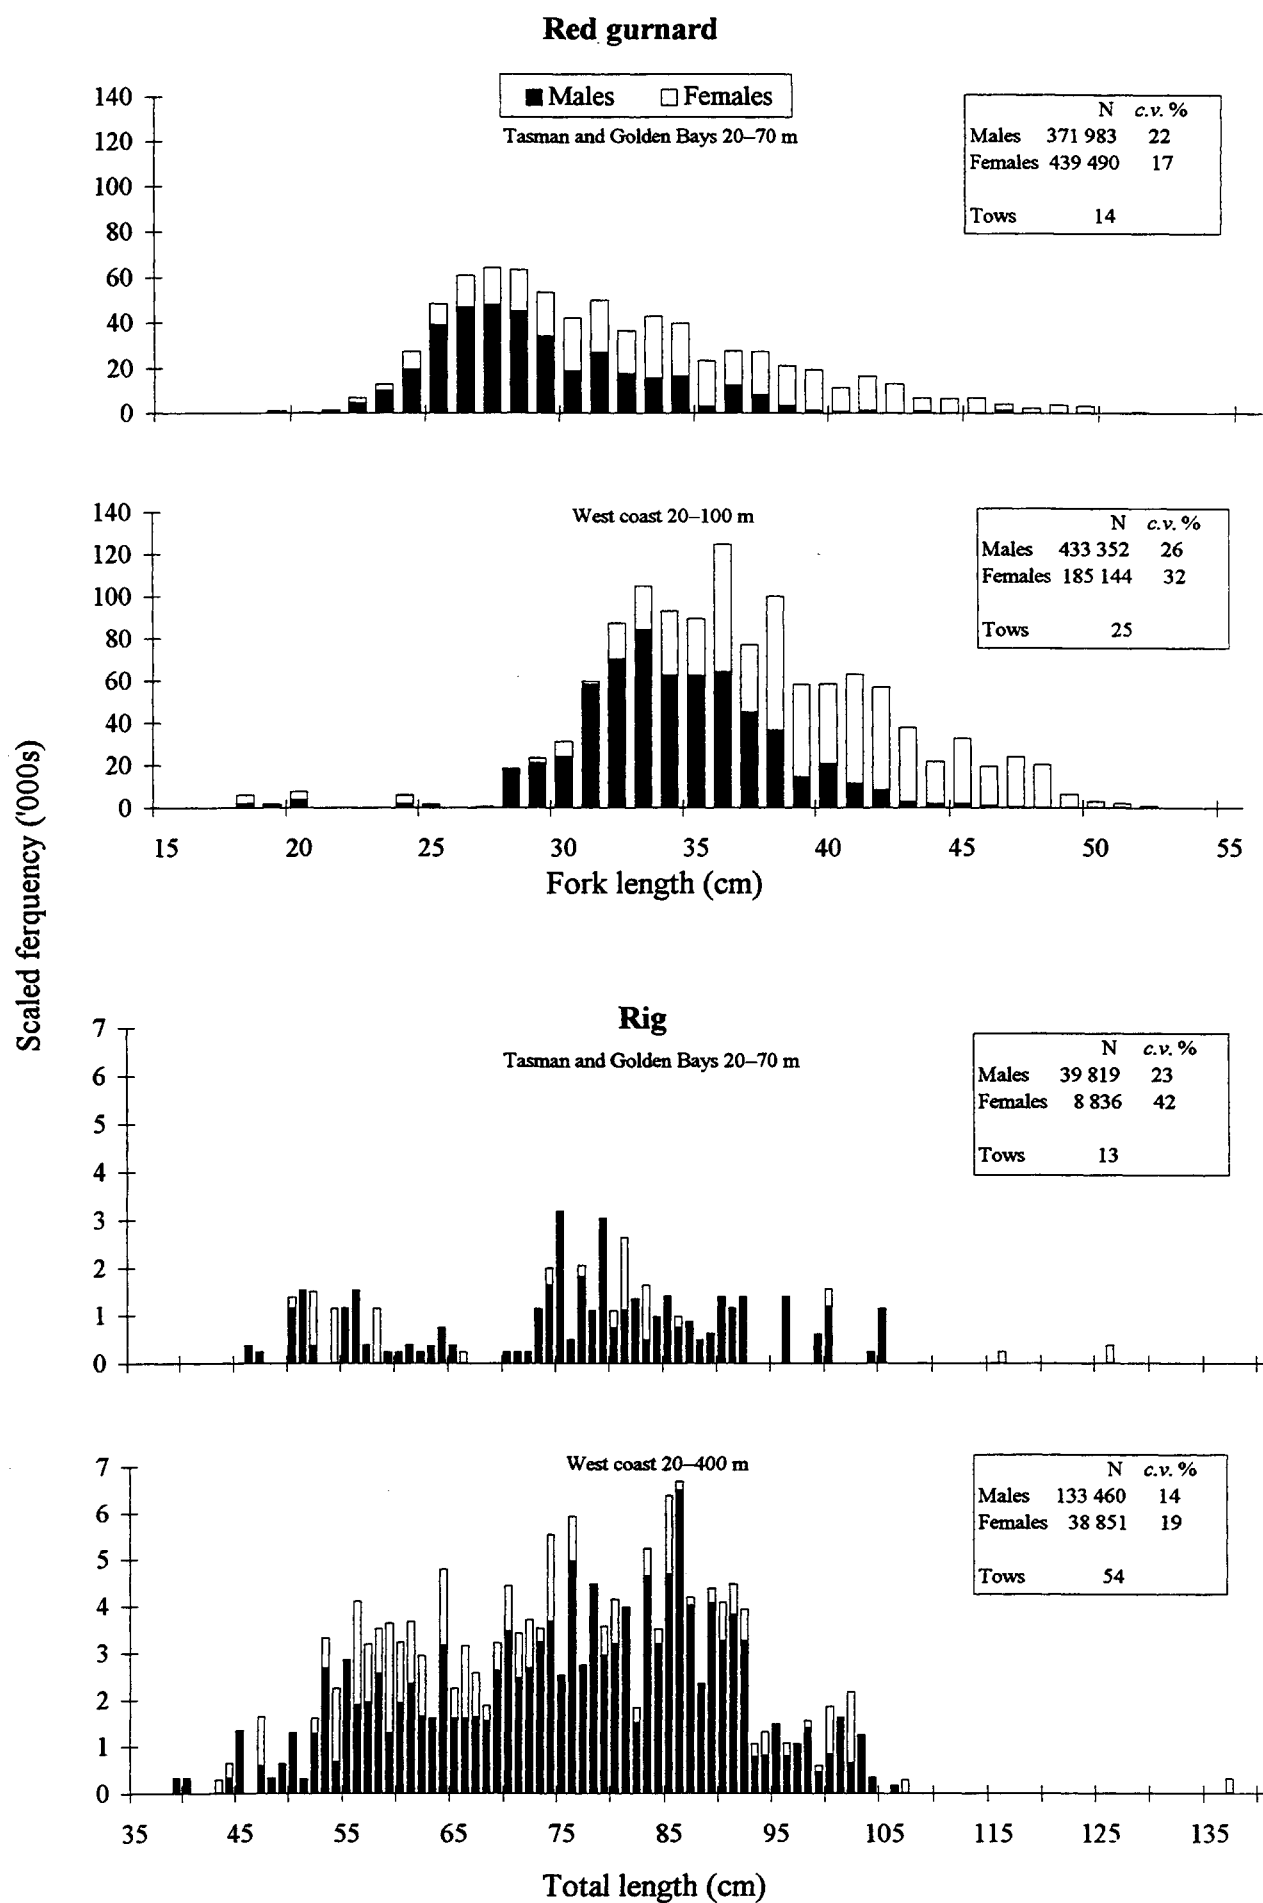 Red gurnard
Males Females
Tasman and Golden Bays 20–70 m
140
120
100
80
60
40
20
0
N c.v. %
Males 371 983 22
Females 439 490 17
Tows 14
West coast 20–100 m
140
120
100
80
60
40
20
0
N c.v. %
Males 433 352 26
Females 185 144 32
Tows 25
15 20 25 30 35 40 45 50 55
Fork length (cm)
Scaled ferquency ('000s)
Rig
Tasman and Golden Bays 20–70 m
7
6
5
4
3
2
1
0
N c.v. %
Males 39 819 23
Females 8 836 42
Tows 13
West coast 20–400 m
7
6
5
4
3
2
1
0
N c.v. %
Males 133 460 14
Females 38 851 19
Tows 54
35 45 55 65 75 85 95 105 115 125 135
Total length (cm)